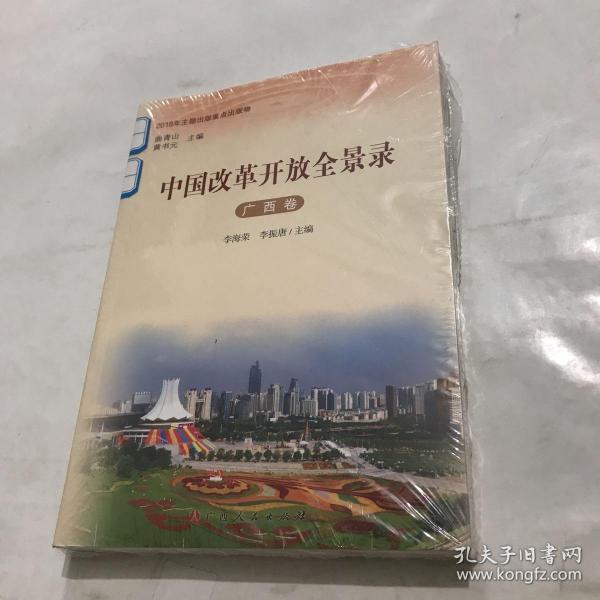 2018年主题出版重点出版物
曲青山
黄书元 主编
中国改革开放全景录
广西卷
李海荣 李振唐/主编
广西人民出版社
孔夫子旧书网
www.kongfz.com